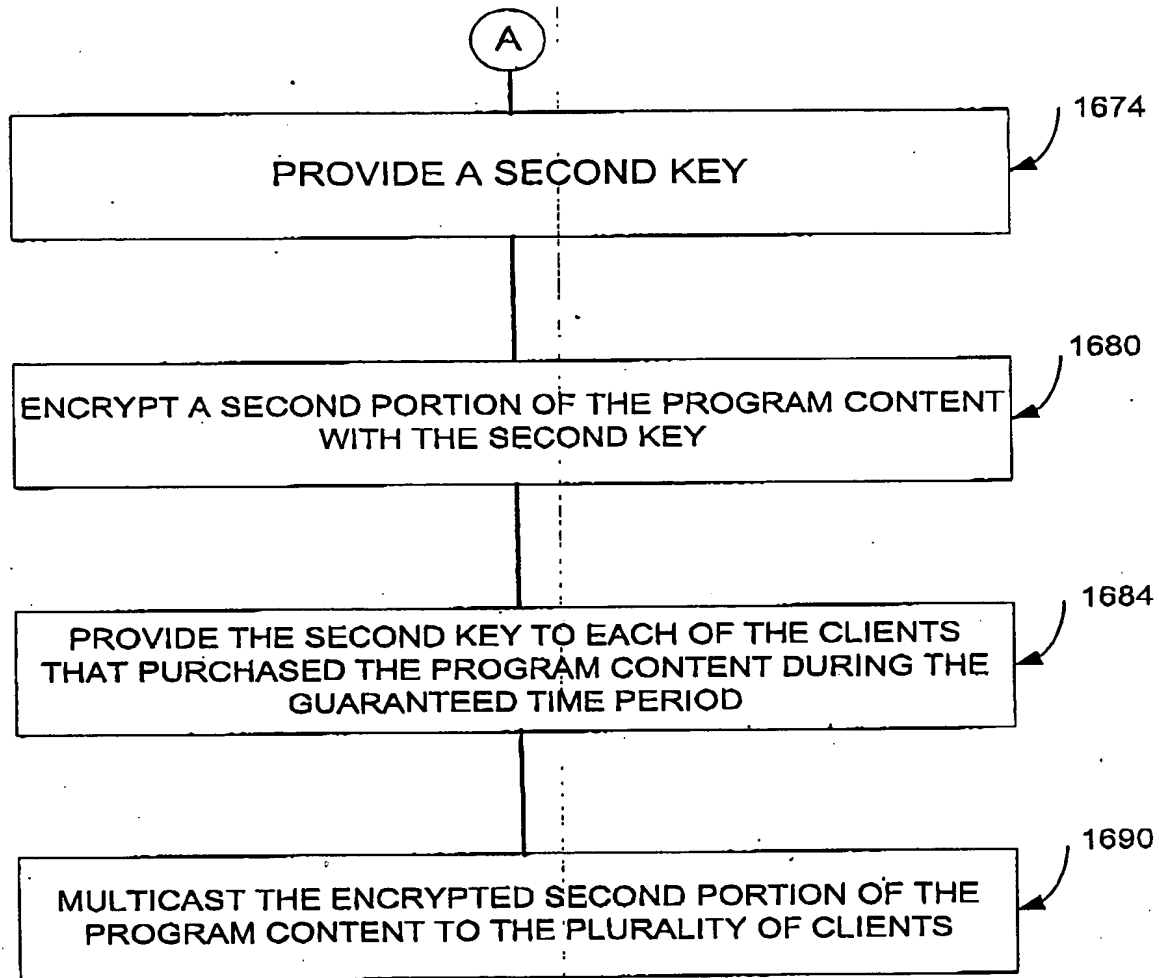 A
1674
PROVIDE A SECOND KEY
1680
ENCRYPT A SECOND PORTION OF THE PROGRAM CONTENT
WITH THE SECOND KEY
1684
PROVIDE THE SECOND KEY TO EACH OF THE CLIENTS
THAT PURCHASED THE PROGRAM CONTENT DURING THE
GUARANTEED TIME PERIOD
1690
MULTICAST THE ENCRYPTED SECOND PORTION OF THE
PROGRAM CONTENT TO THE PLURALITY OF CLIENTS